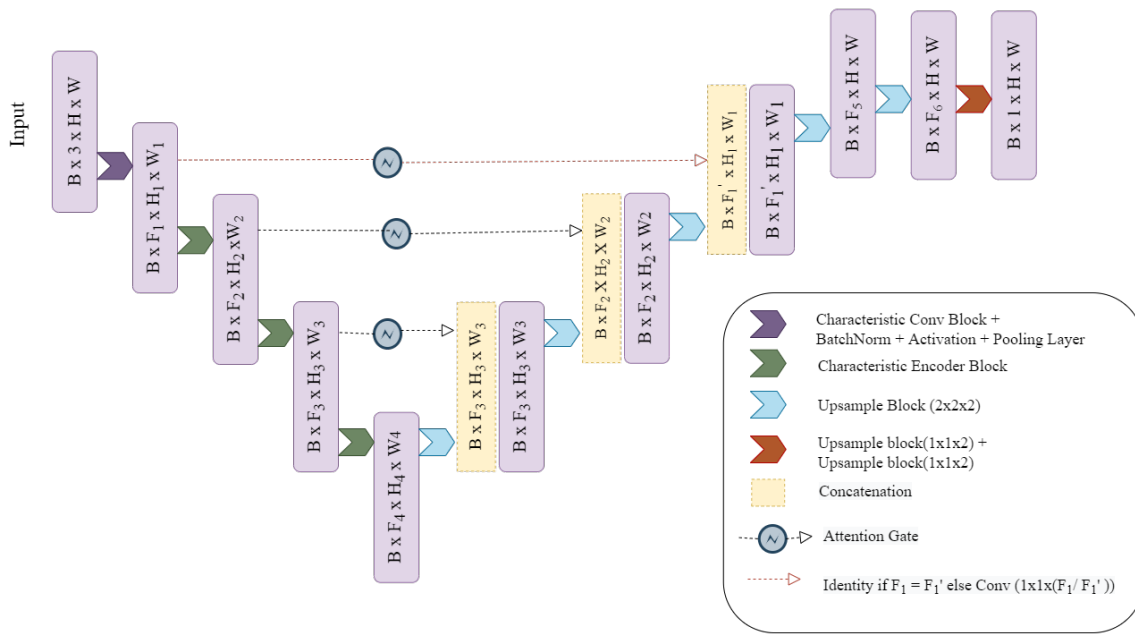 Input
B x 3 x H x W
B x F₁ x H₁ x W₁
B x F₂ x H₂ xW₂
B x F₃ x H₃ x W₃
B x F₄ x H₄ x W4
B x F₃ x H₃ x W₃
B x F₃ x H₃ x W3
B x F₂ X H₂ X W₂
B x F₂ x H₂ x W2
B x F₁' x H₁ x W₁
B x F₁' x H₁ x W₁
B x F₅ x H x W
B x F₆ x H x W
B x 1 x H x W
Characteristic Conv Block +
BatchNorm + Activation + Pooling Layer
Characteristic Encoder Block
Upsample Block (2x2x2)
Upsample block(1x1x2) +
Upsample block(1x1x2)
Concatenation
Attention Gate
Identity if F₁ = F₁' else Conv (1x1x(F₁/ F₁' ))